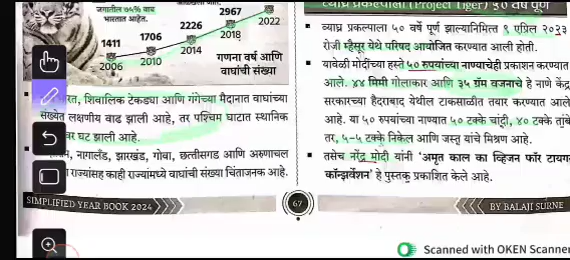 जगातील ७५% वाघ
भारतात आहेत.
2967
2226
2022
1706
2018
1411
2014
2010
2006
गणना वर्ष आणि
वाघांची संख्या
शिवालिक टेकड्या आणि गंगेच्या मैदानात वाघांच्या
संख्येत लक्षणीय वाढ झाली आहे, तर पश्चिम घाटात स्थानिक
वर घट झाली आहे.
नागालँड, झारखंड, गोवा, छत्तीसगड आणि अरुणाचल
राज्यांसह काही राज्यांमध्ये वाघांची संख्या चिंताजनक आहे.
SIMPLIFIED YEAR BOOK 2024
67
व्याघ्र प्रकल्पाला (Project Tiger) ५० वर्षे पूर्ण
व्याघ्र प्रकल्पाला ५० वर्षे पूर्ण झाल्यानिमित्त ९ एप्रिल २०२३
रोजी म्हैसूर येथे परिषद आयोजित करण्यात आली होती.
यावेळी मोदींच्या हस्ते ५० रुपयांच्या नाण्याचेही प्रकाशन करण्यात
आले. ४४ मिमी गोलाकार आणि ३५ ग्रॅम वजनाचे हे नाणे केंद्र
सरकारच्या हैदराबाद येथील टाकसाळीत तयार करण्यात आले
आहे. या ५० रुपयांच्या नाण्यात ५० टक्के चांदी, ४० टक्के तांबे
तर, ५-५ टक्के निकेल आणि जस्त यांचे मिश्रण आहे.
तसेच नरेंद्र मोदी यांनी 'अमृत काल का व्हिजन फॉर टायगर
कॉन्झर्वेशन' हे पुस्तक प्रकाशित केले आहे.
BY BALAJI SURNE
Scanned with OKEN Scanner